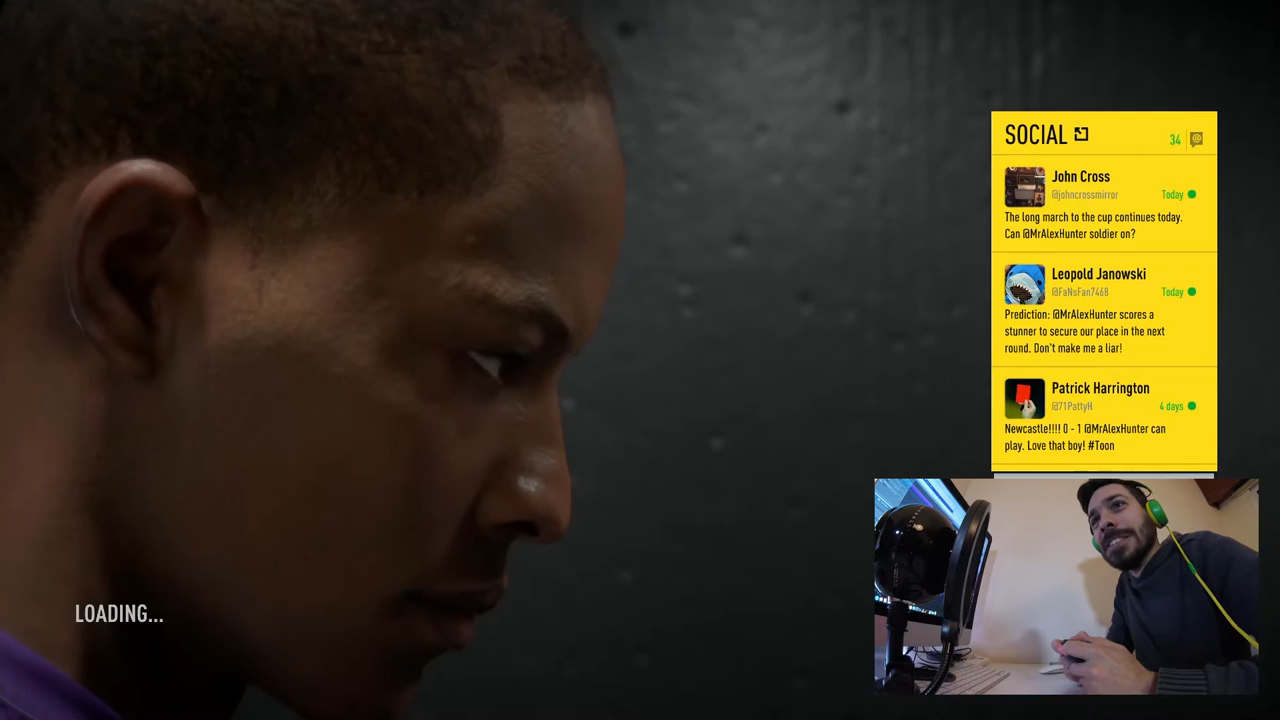 SOCIAL
34
John Cross
@johncrossmirror
Today
The long march to the cup continues today.
Can @MrAlexHunter soldier on?
Leopold Janowski
@FaNsFan7468
Today
Prediction: @MrAlexHunter scores a
stunner to secure our place in the next
round. Don't make me a liar!
Patrick Harrington
@71PattyH
4 days
Newcastle!!!! 0 - 1 @MrAlexHunter can
play. Love that boy! #Toon
LOADING...